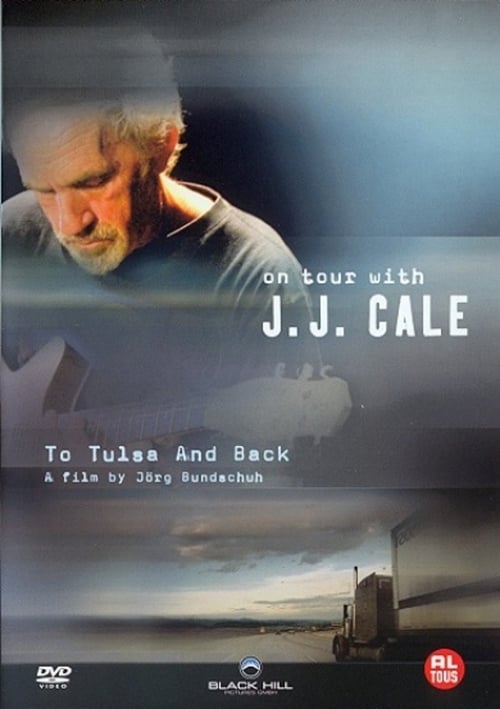 on tour with
J.J. CALE
To Tulsa And Back
A film by Jörg Bundschuh
DVD
VIDEO
BLACK HILL
PICTURES GMBH
AL
TOUS